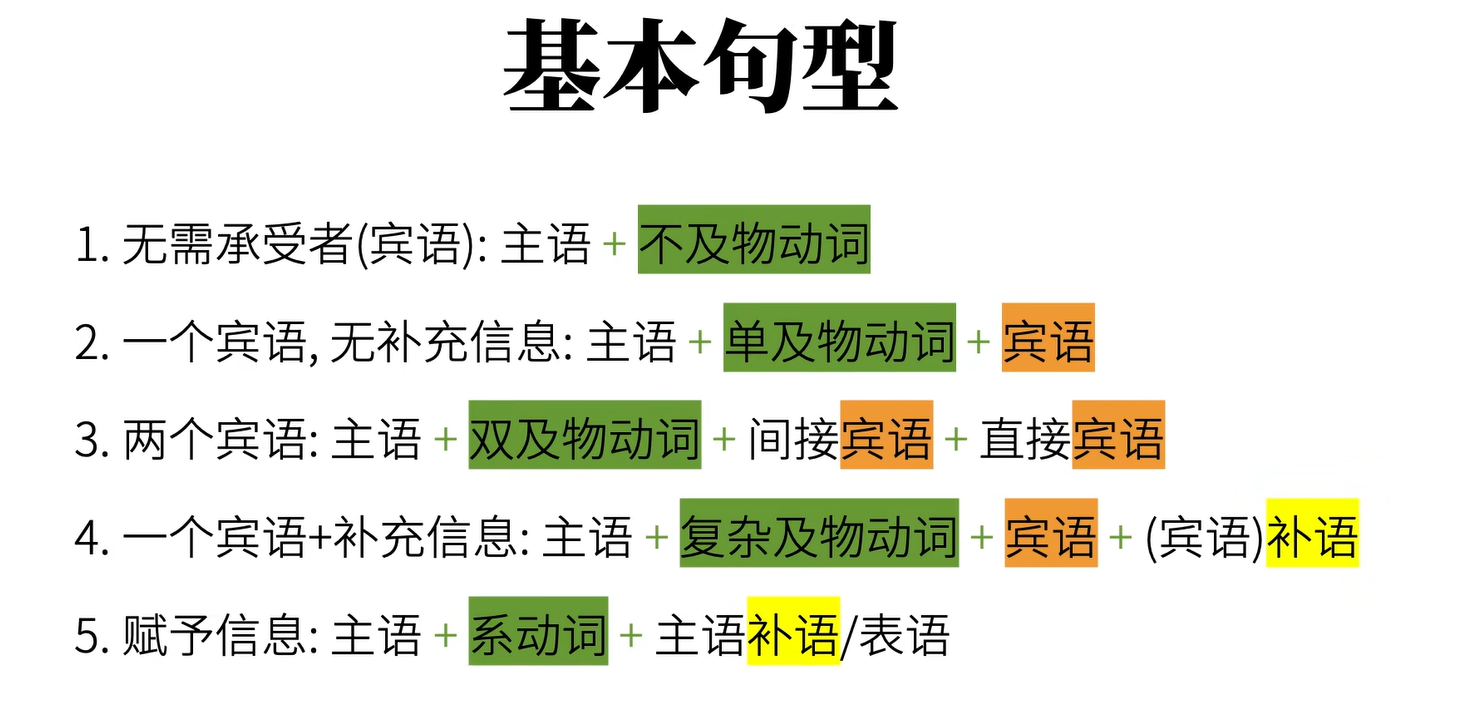 基本句型
1. 无需承受者(宾语): 主语 + 不及物动词
2. 一个宾语, 无补充信息: 主语 + 单及物动词 + 宾语
3. 两个宾语: 主语 + 双及物动词 + 间接宾语 + 直接宾语
4. 一个宾语+补充信息: 主语 + 复杂及物动词 + 宾语 + (宾语)补语
5. 赋予信息: 主语 + 系动词 + 主语补语/表语